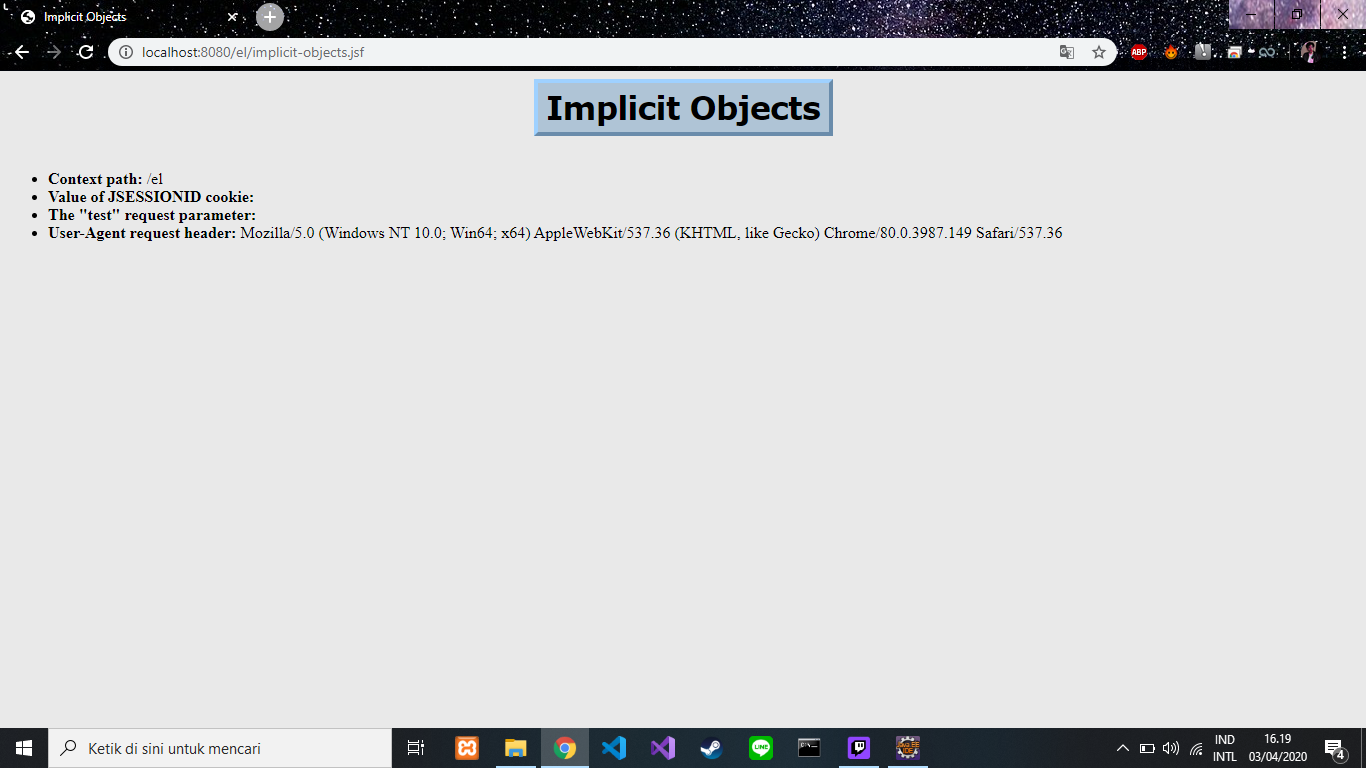 Implicit Objects
localhost:8080/el/implicit-objects.jsf
ABP
Implicit Objects
Context path: /el
Value of JSESSIONID cookie:
The "test" request parameter:
User-Agent request header: Mozilla/5.0 (Windows NT 10.0; Win64; x64) AppleWebKit/537.36 (KHTML, like Gecko) Chrome/80.0.3987.149 Safari/537.36
Ketik di sini untuk mencari
LINE
IND
INTL
16.19
03/04/2020
4